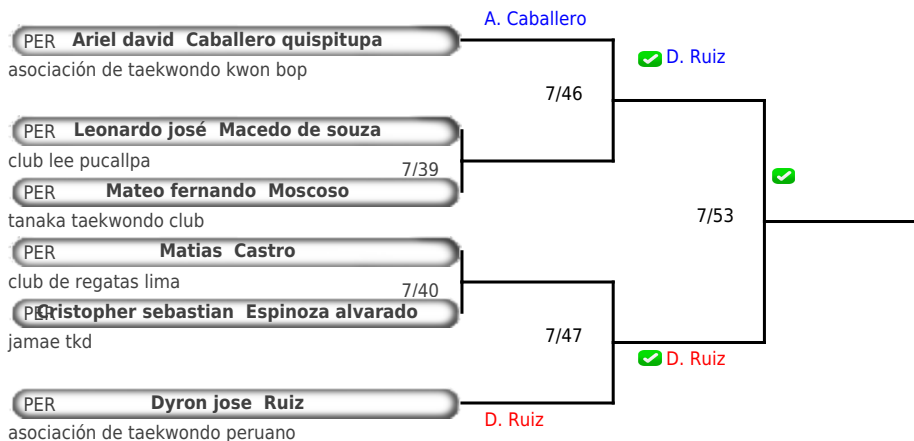 A. Caballero
PER Ariel david Caballero quispitupa
asociación de taekwondo kwon bop
D. Ruiz
7/46
PER Leonardo josé Macedo de souza
club lee pucallpa
7/39
PER Mateo fernando Moscoso
tanaka taekwondo club
7/53
PER Matias Castro
club de regatas lima
7/40
PER Cristopher sebastian Espinoza alvarado
jamae tkd
7/47
D. Ruiz
PER Dyron jose Ruiz
D. Ruiz
asociación de taekwondo peruano